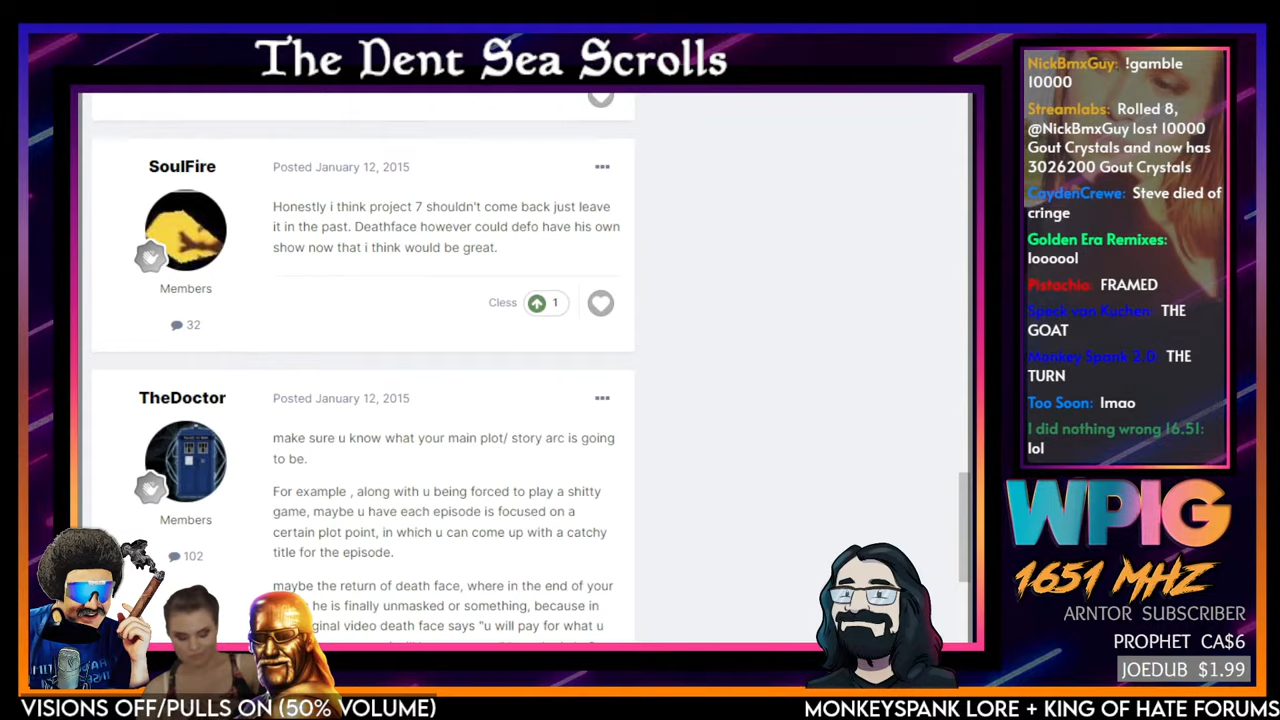 The Dent Sea Scrolls
SoulFire
Members
32
Posted January 12, 2015
Honestly i think project 7 shouldn't come back just leave
it in the past. Deathface however could defo have his own
show now that i think would be great.
Cless 1
TheDoctor
Members
102
Posted January 12, 2015
make sure u know what your main plot/ story arc is going
to be.
For example , along with u being forced to play a shitty
game, maybe u have each episode is focused on a
certain plot point, in which u can come up with a catchy
title for the episode.
maybe the return of death face, where in the end of your
he is finally unmasked or something, because in
ginal video death face says "u will pay for what u
NickBmxGuy: !gamble
10000
Streamlabs: Rolled 8,
@NickBmxGuy lost 10000
Gout Crystals and now has
3026200 Gout Crystals
CaydenCrewe: Steve died of
cringe
Golden Era Remixes:
loooool
Pistachio: FRAMED
Speck van Kuchen: THE
GOAT
Monkey Spank 2.0: THE
TURN
Too Soon: lmao
I did nothing wrong 16.51:
lol
WPIG
1651 MHZ
ARNTOR SUBSCRIBER
PROPHET CA$6
JOEDUB $1.99
VISIONS OFF/PULLS ON (50% VOLUME)
MONKEYSPANK LORE + KING OF HATE FORUMS